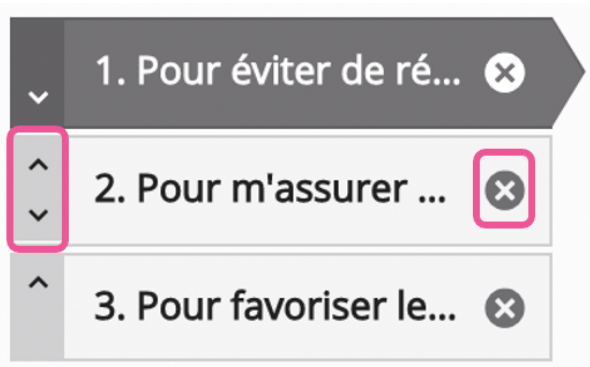 1. Pour éviter de ré...
2. Pour m'assurer ...
3. Pour favoriser le...